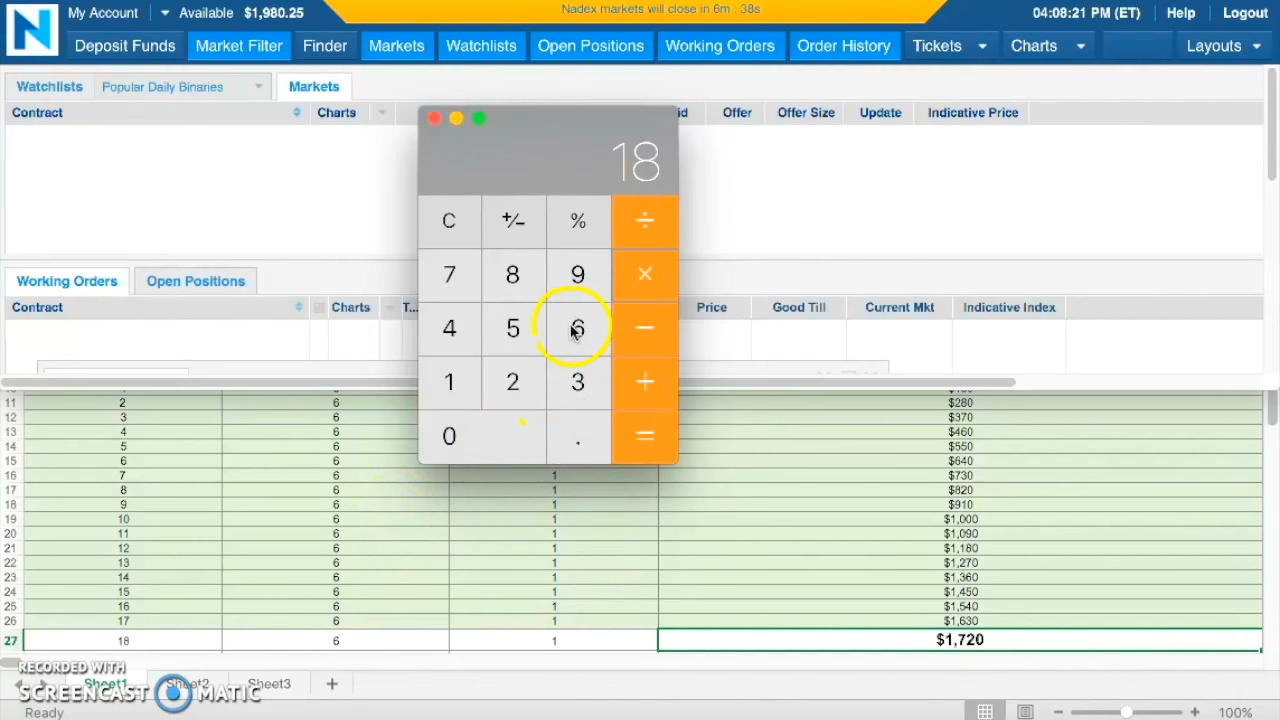 Nadex markets will close in 6m : 38s
N My Account Available $1,980.25 04:08:21 PM (ET) Help Logout
Deposit Funds Market Filter Finder Markets Watchlists Open Positions Working Orders Order History Tickets Charts Layouts
Watchlists Popular Daily Binaries Markets
Contract Charts id Offer Offer Size Update Indicative Price
18
C +/− % ÷
7 8 9 ×
4 5 6 −
1 2 3 +
0 . =
Working Orders Open Positions
Contract Charts T... Price Good Till Current Mkt Indicative Index
11 2 6 $280
12 3 6 $370
13 4 6 $460
14 5 6 $550
15 6 6 $640
16 7 6 1 $730
17 8 6 1 $820
18 9 6 1 $910
19 10 6 1 $1,000
20 11 6 1 $1,090
21 12 6 1 $1,180
22 13 6 1 $1,270
23 14 6 1 $1,360
24 15 6 1 $1,450
25 16 6 1 $1,540
26 17 6 1 $1,630
27 18 6 1 $1,720
RECORDED WITH
SCREENCAST MATIC
Sheet1 Sheet2 Sheet3 +
Ready − + 100%